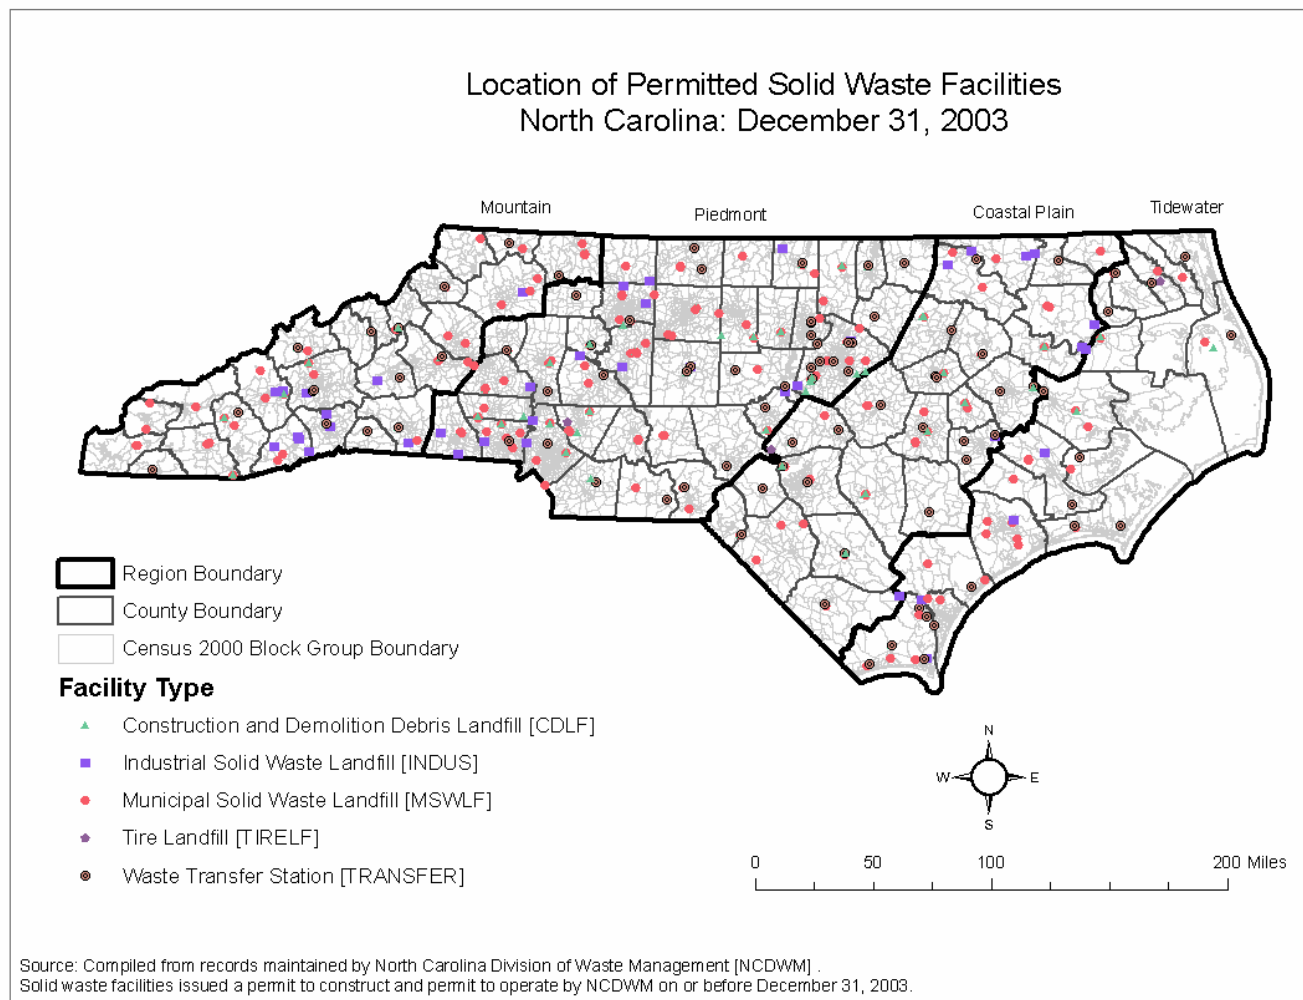 Location of Permitted Solid Waste Facilities
North Carolina: December 31, 2003
Mountain
Piedmont
Coastal Plain
Tidewater
Region Boundary
County Boundary
Census 2000 Block Group Boundary
Facility Type
Construction and Demolition Debris Landfill [CDLF]
Industrial Solid Waste Landfill [INDUS]
Municipal Solid Waste Landfill [MSWLF]
Tire Landfill [TIRELF]
Waste Transfer Station [TRANSFER]
N
W E
S
0 50 100 200 Miles
Source: Compiled from records maintained by North Carolina Division of Waste Management [NCDWM] .
Solid waste facilities issued a permit to construct and permit to operate by NCDWM on or before December 31, 2003.